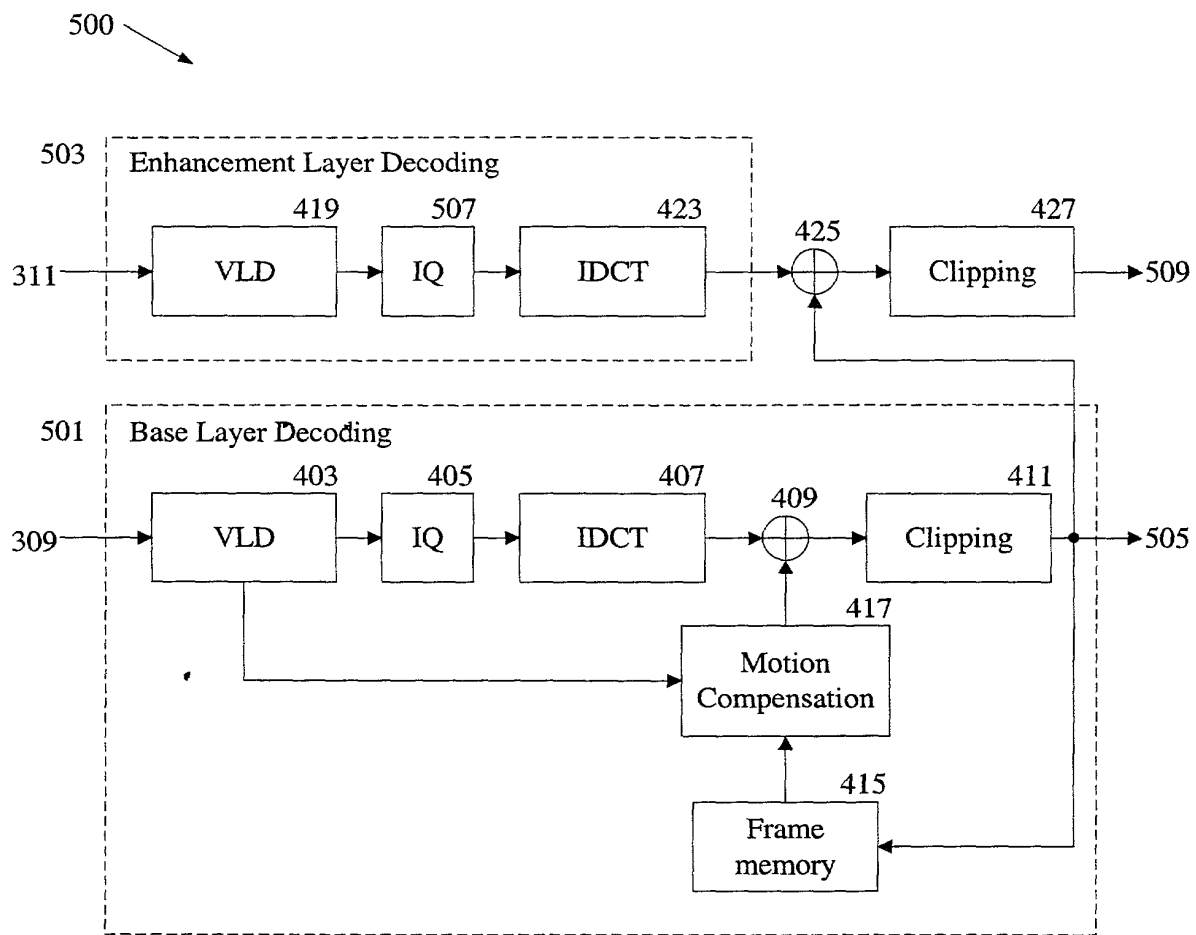 500
503
Enhancement Layer Decoding
419
507
423
425
427
311
VLD
IQ
IDCT
Clipping
509
501
Base Layer Decoding
403
405
407
409
411
309
VLD
IQ
IDCT
Clipping
505
417
Motion
Compensation
415
Frame
memory